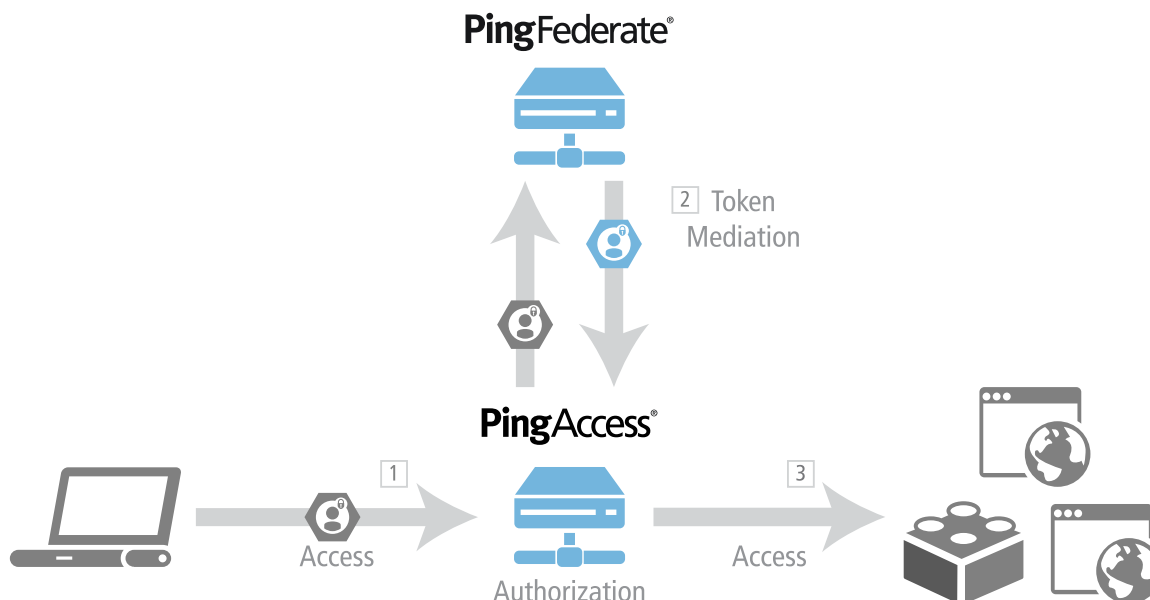 PingFederate®
2 Token
Mediation
PingAccess®
1
3
Access
Access
Authorization